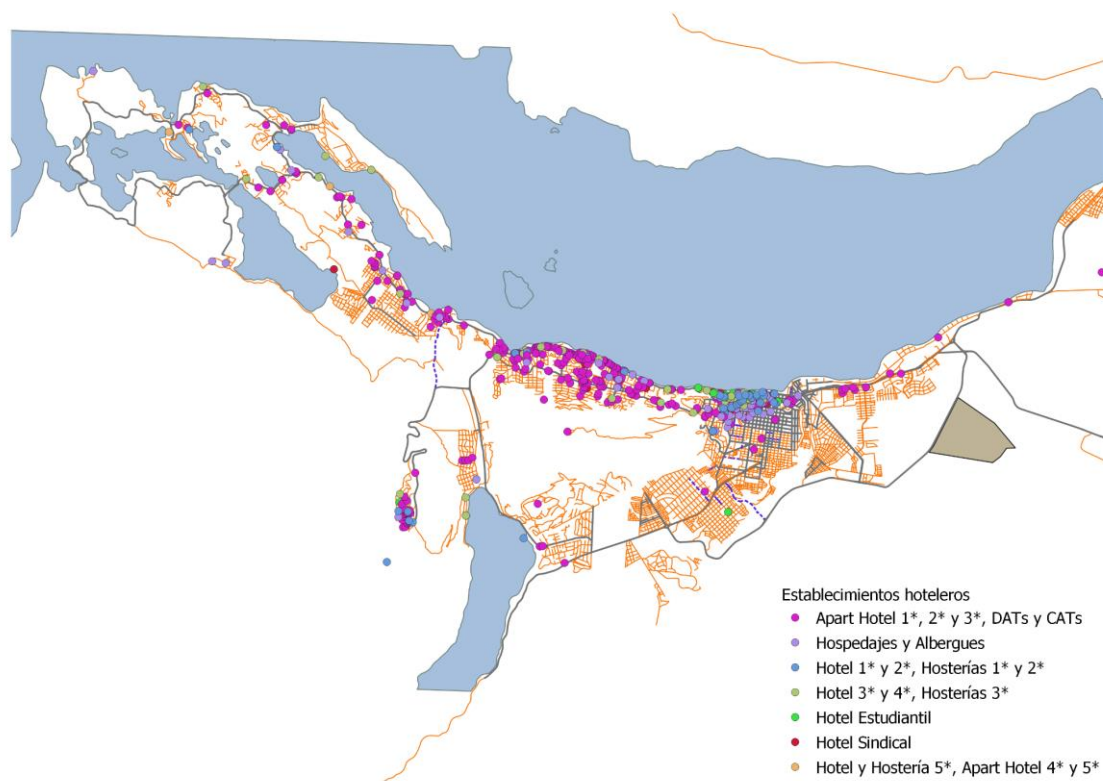 Establecimientos hoteleros
Apart Hotel 1*, 2* y 3*, DATs y CATs
Hospedajes y Albergues
Hotel 1* y 2*, Hosterías 1* y 2*
Hotel 3* y 4*, Hosterías 3*
Hotel Estudiantil
Hotel Sindical
Hotel y Hostería 5*, Apart Hotel 4* y 5*